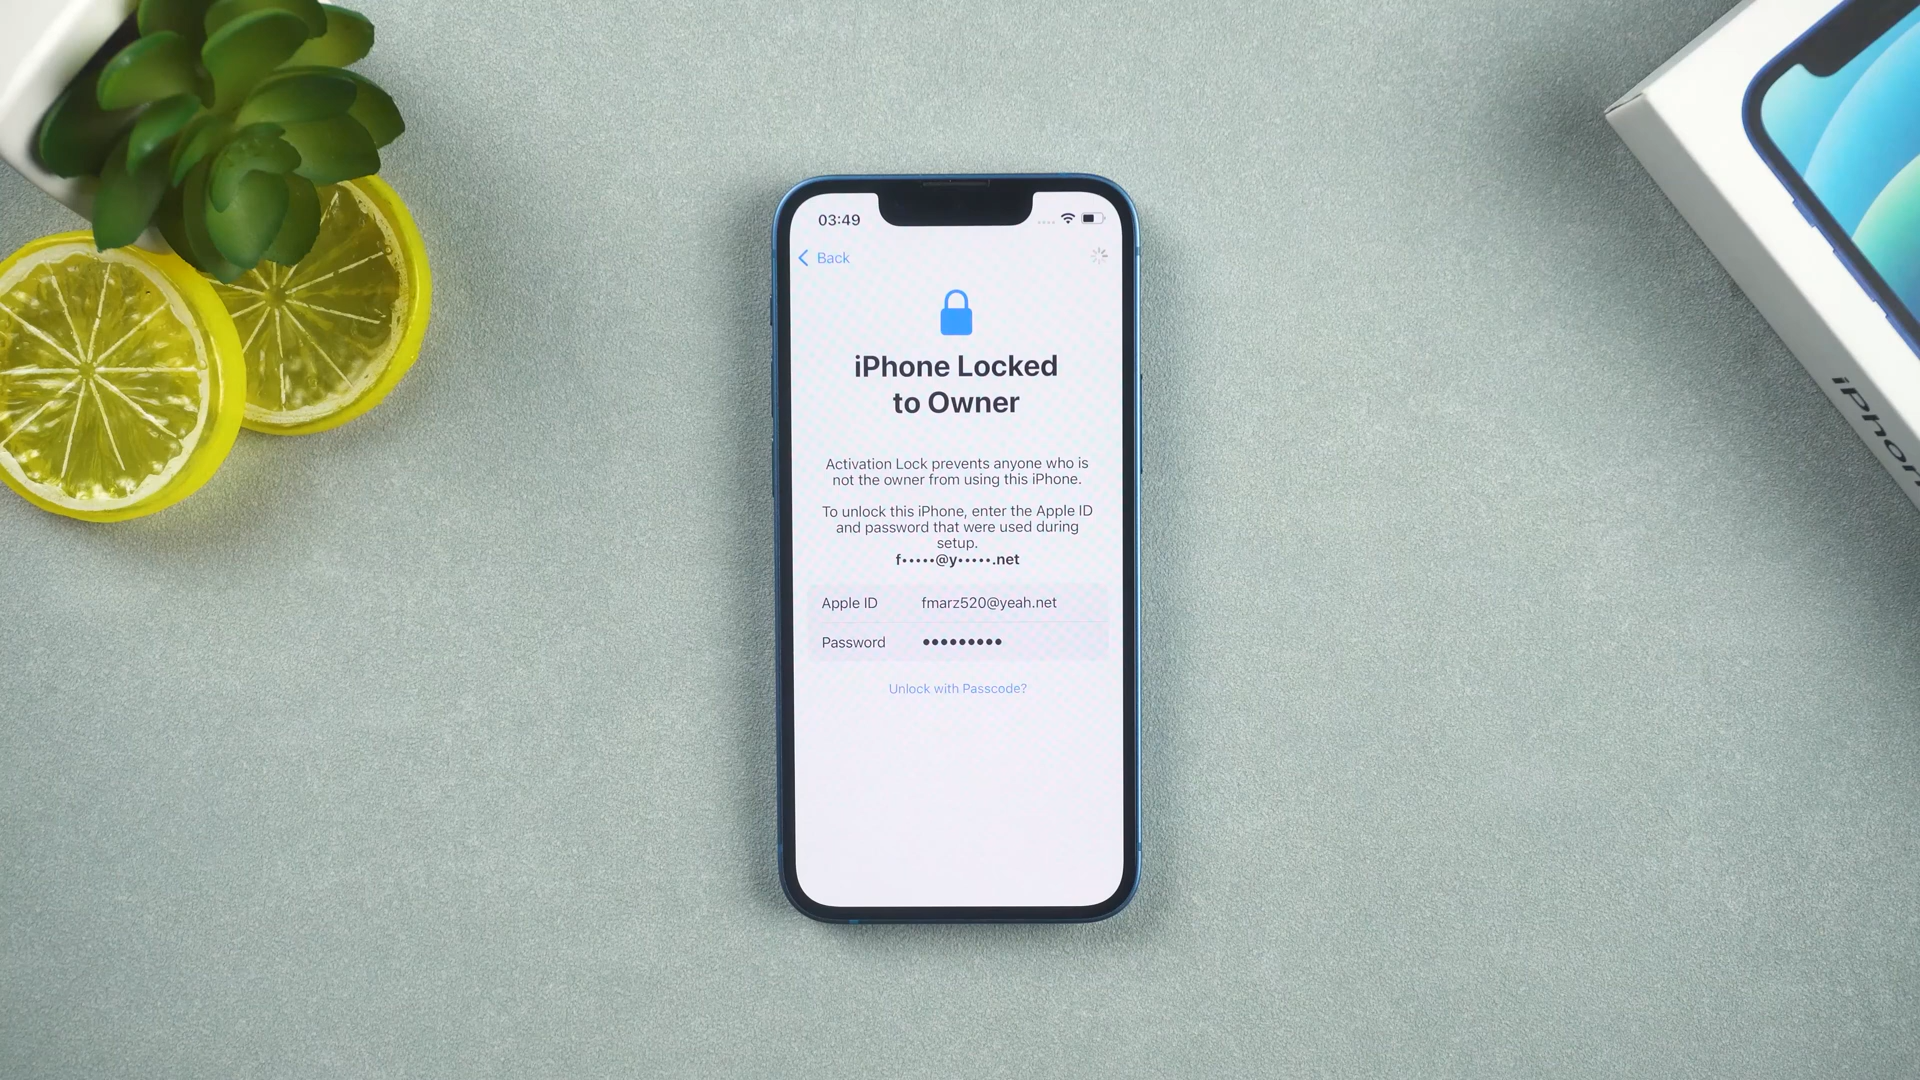 03:49
Back
iPhone Locked
to Owner
Activation Lock prevents anyone who is
not the owner from using this iPhone.
To unlock this iPhone, enter the Apple ID
and password that were used during
setup.
f•••••@y•••••.net
Apple ID fmarz520@yeah.net
Password ●●●●●●●●●
Unlock with Passcode?
iPhon